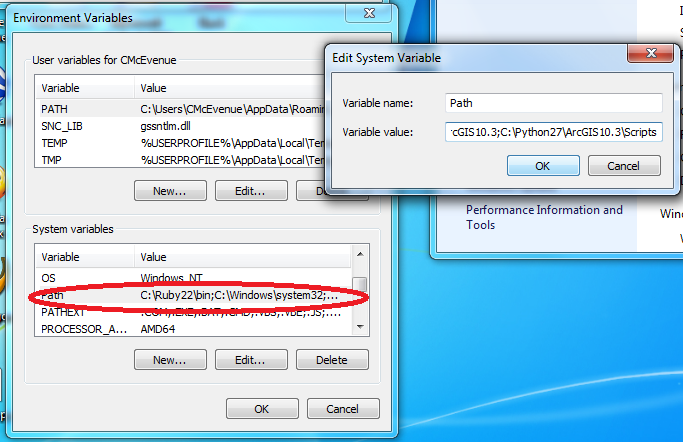 Environment Variables
User variables for CMcEvenue
Variable Value
PATH C:\Users\CMcEvenue\AppData\Roamin
SNC_LIB gssntlm.dll
TEMP %USERPROFILE%\AppData\Local\Ten
TMP %USERPROFILE%\AppData\Local\Ten
New... Edit...
System variables
Variable Value
OS Windows_NT
Path C:\Ruby22\bin;C:\Windows\system32;...
PATHEXT .COM;.EXE;.BAT;.CMD;.VBS;.VBE;.JS;...
PROCESSOR_A... AMD64
New... Edit... Delete
OK Cancel
Edit System Variable
Variable name: Path
Variable value: cGIS10.3;C:\Python27\ArcGIS10.3\Scripts
OK Cancel
Performance Information and
Tools
Windo